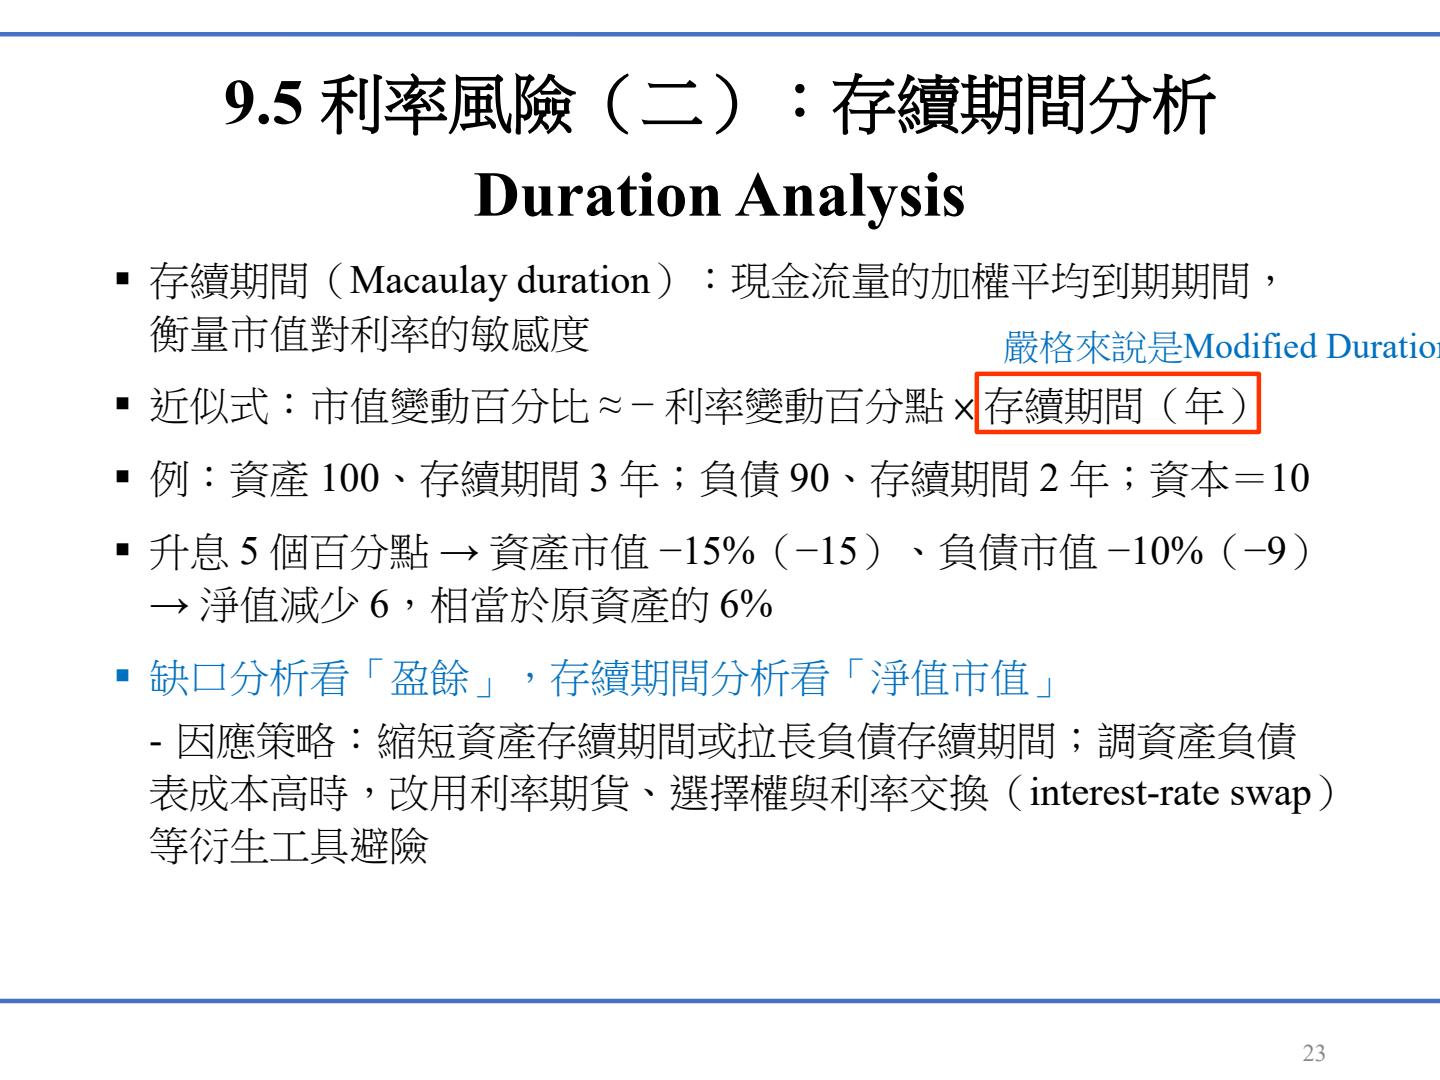 9.5 利率風險（二）：存續期間分析
Duration Analysis
▪ 存續期間（Macaulay duration）：現金流量的加權平均到期期間，
衡量市值對利率的敏感度
嚴格來說是Modified Duration
▪ 近似式：市值變動百分比 ≈ − 利率變動百分點 × 存續期間（年）
▪ 例：資產 100、存續期間 3 年；負債 90、存續期間 2 年；資本＝10
▪ 升息 5 個百分點 → 資產市值 −15%（−15）、負債市值 −10%（−9）
→ 淨值減少 6，相當於原資產的 6%
▪ 缺口分析看「盈餘」，存續期間分析看「淨值市值」
- 因應策略：縮短資產存續期間或拉長負債存續期間；調資產負債
表成本高時，改用利率期貨、選擇權與利率交換（interest-rate swap）
等衍生工具避險
23